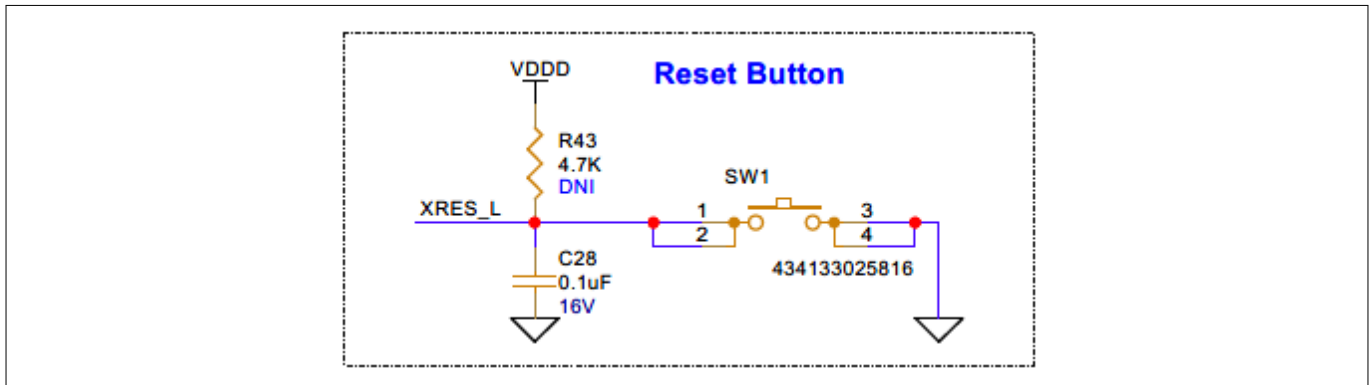 VDDD
Reset Button
R43
4.7K
DNI
SW1
XRES_L
1
3
2
4
C28
0.1uF
16V
434133025816